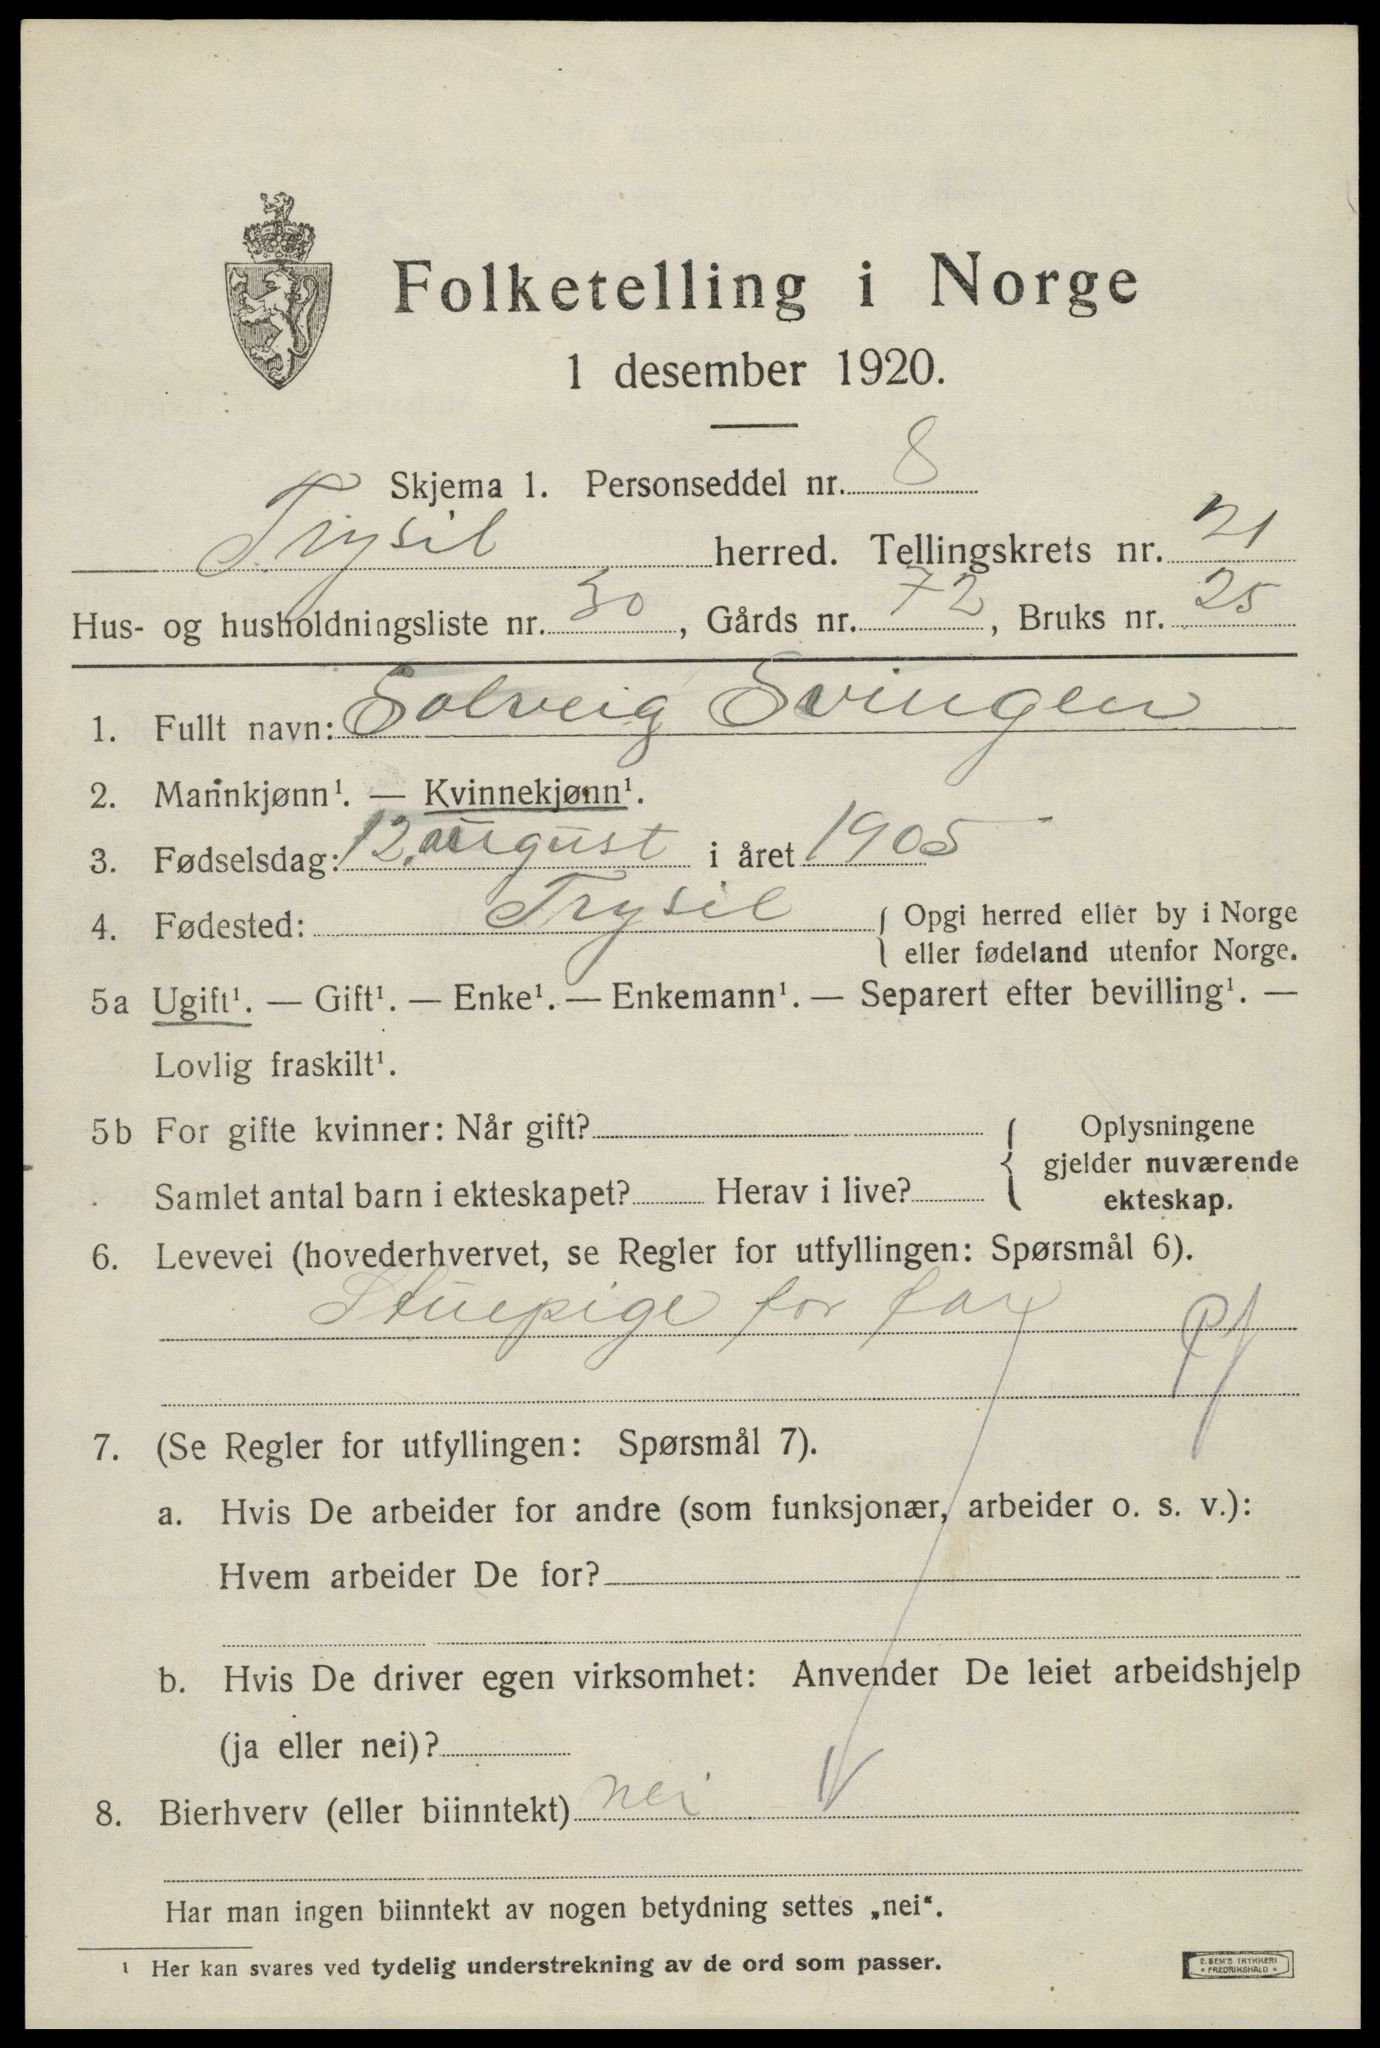 Folketelling i Norge
1 desember 1920.
Skjema 1. Personseddel nr. 8
Trysil herred. Tellingskrets nr. 21
Hus- og husholdningsliste nr. 30, Gårds nr. 72, Bruks nr. 25
1. Fullt navn: Solveig Svingen
2. Mannkjønn¹. — Kvinnekjønn¹.
3. Fødselsdag: 12. august i året 1905
4. Fødested: Trysil { Opgi herred eller by i Norge
eller fødeland utenfor Norge.
5a Ugift¹. — Gift¹. — Enke¹. — Enkemann¹. — Separert efter bevilling¹. —
Lovlig fraskilt¹.
5b For gifte kvinner: Når gift? { Oplysningene
gjelder nuværende
Samlet antal barn i ekteskapet? Herav i live? ekteskap.
6. Levevei (hovederhvervet, se Regler for utfyllingen: Spørsmål 6).
Stuepige for far
Pf
7. (Se Regler for utfyllingen: Spørsmål 7).
a. Hvis De arbeider for andre (som funksjonær, arbeider o. s. v.):
Hvem arbeider De for?
b. Hvis De driver egen virksomhet: Anvender De leiet arbeidshjelp
(ja eller nei)?
8. Bierhverv (eller biinntekt) nei
Har man ingen biinntekt av nogen betydning settes „nei“.
¹ Her kan svares ved tydelig understrekning av de ord som passer.
E. SEM'S TRYKKERI
* FREDRIKSHALD *